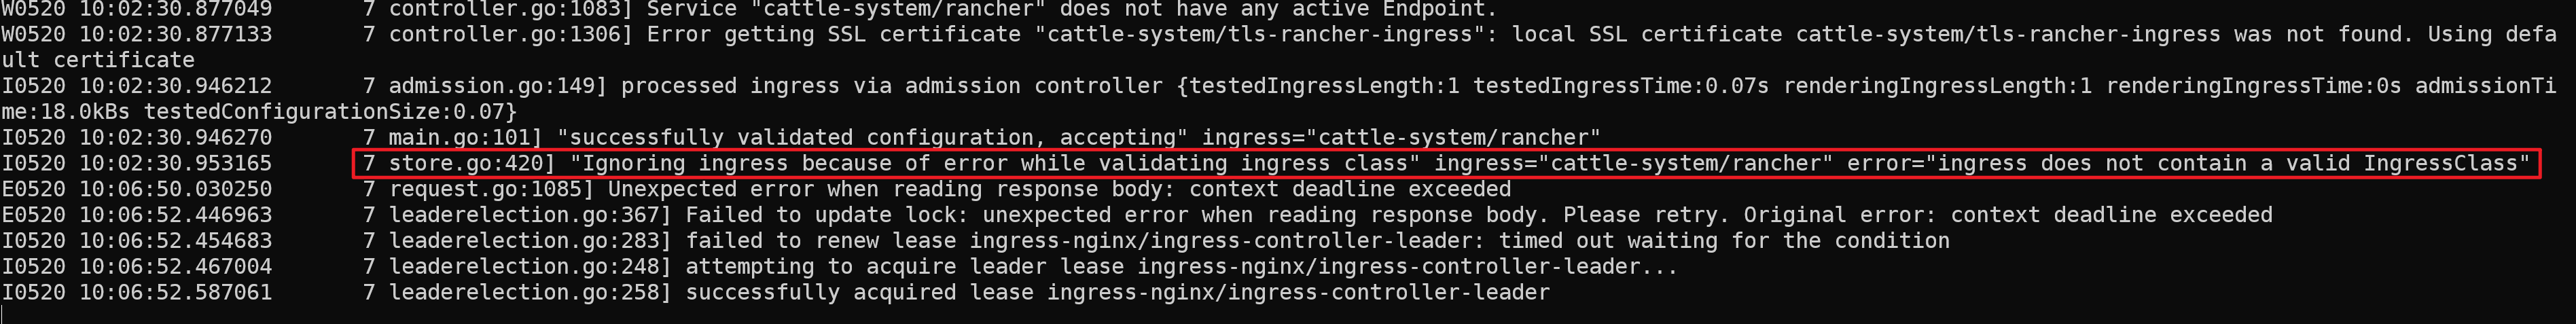 W0520 10:02:30.877049       7 controller.go:1083] Service "cattle-system/rancher" does not have any active Endpoint.
W0520 10:02:30.877133       7 controller.go:1306] Error getting SSL certificate "cattle-system/tls-rancher-ingress": local SSL certificate cattle-system/tls-rancher-ingress was not found. Using defa
ult certificate
I0520 10:02:30.946212       7 admission.go:149] processed ingress via admission controller {testedIngressLength:1 testedIngressTime:0.07s renderingIngressLength:1 renderingIngressTime:0s admissionTi
me:18.0kBs testedConfigurationSize:0.07}
I0520 10:02:30.946270       7 main.go:101] "successfully validated configuration, accepting" ingress="cattle-system/rancher"
I0520 10:02:30.953165       7 store.go:420] "Ignoring ingress because of error while validating ingress class" ingress="cattle-system/rancher" error="ingress does not contain a valid IngressClass"
E0520 10:06:50.030250       7 request.go:1085] Unexpected error when reading response body: context deadline exceeded
E0520 10:06:52.446963       7 leaderelection.go:367] Failed to update lock: unexpected error when reading response body. Please retry. Original error: context deadline exceeded
I0520 10:06:52.454683       7 leaderelection.go:283] failed to renew lease ingress-nginx/ingress-controller-leader: timed out waiting for the condition
I0520 10:06:52.467004       7 leaderelection.go:248] attempting to acquire leader lease ingress-nginx/ingress-controller-leader...
I0520 10:06:52.587061       7 leaderelection.go:258] successfully acquired lease ingress-nginx/ingress-controller-leader